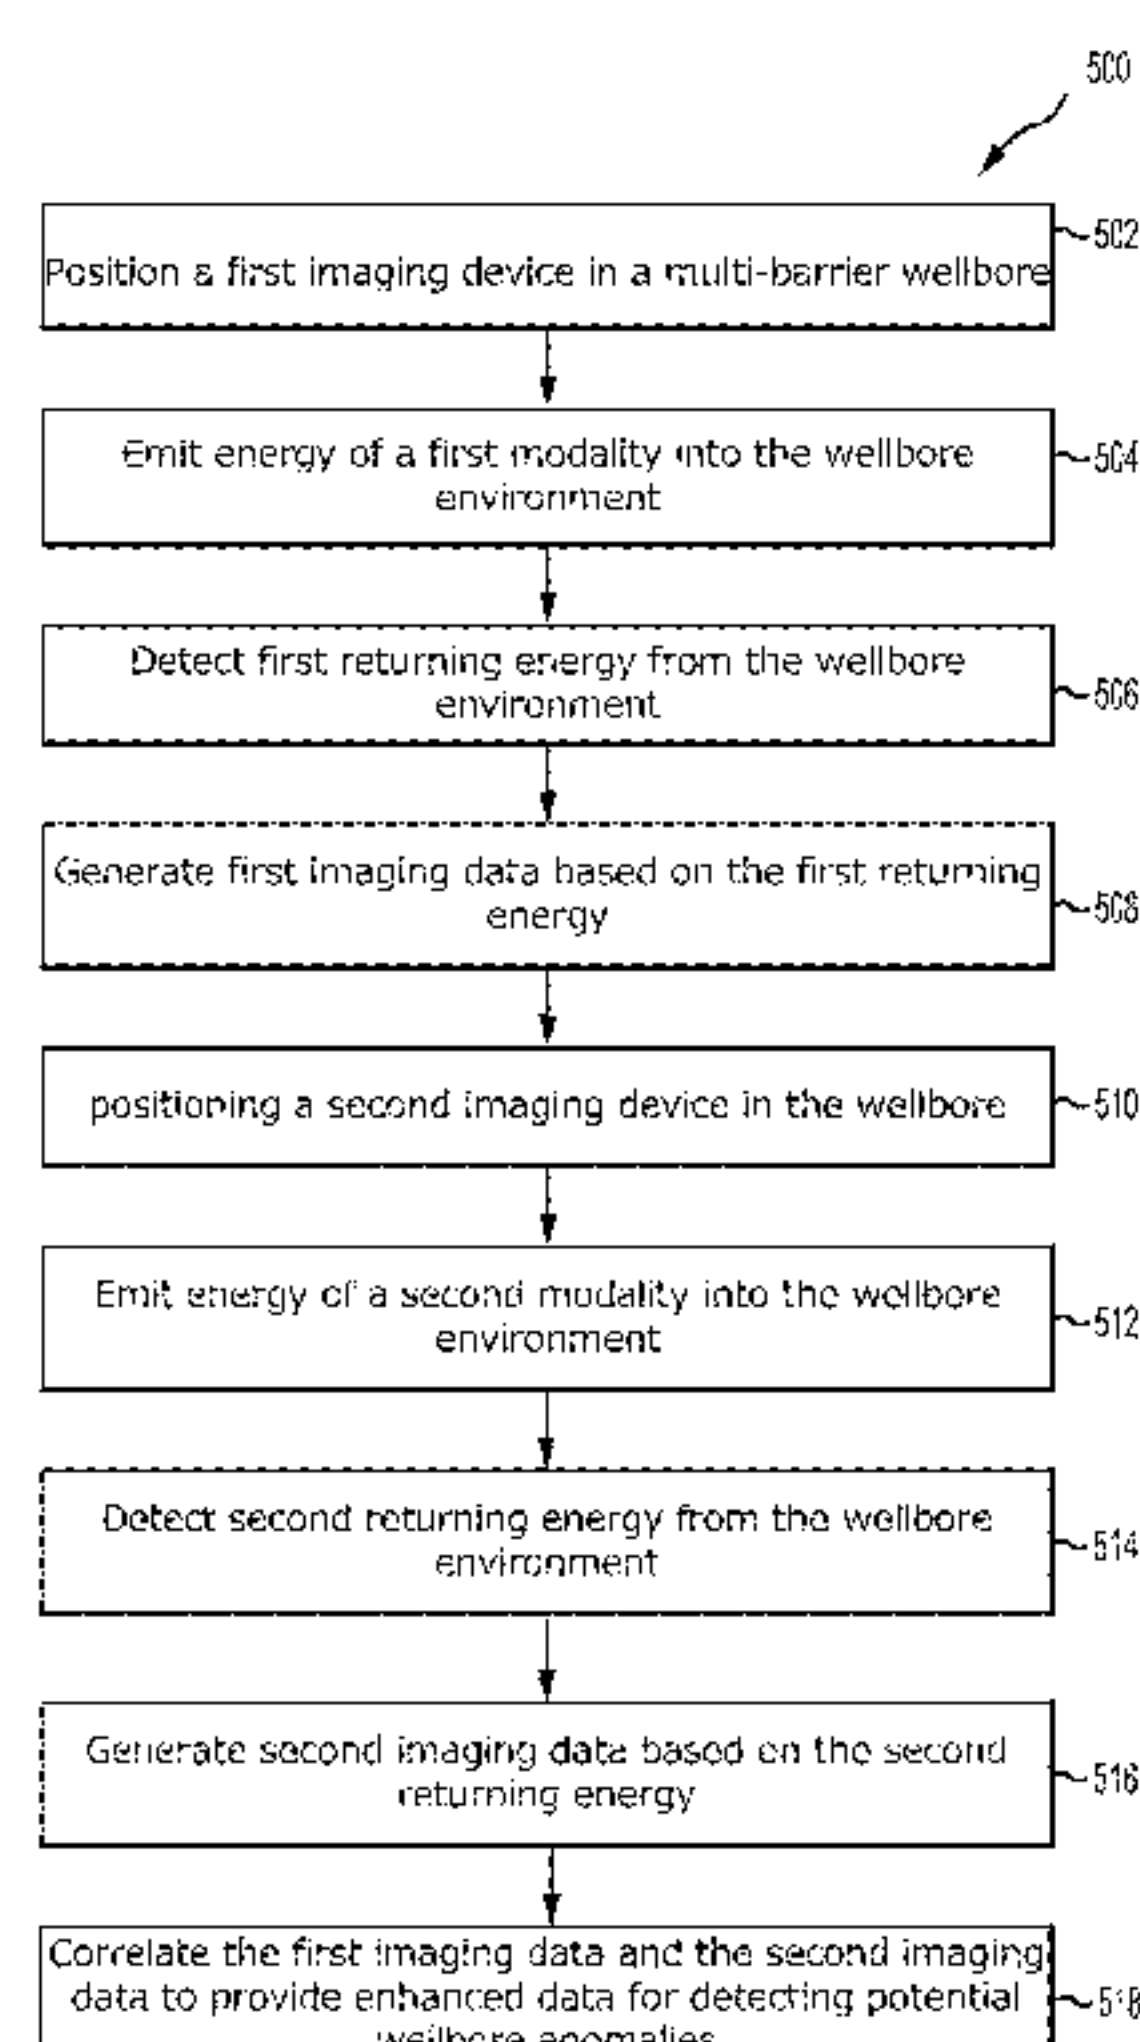 500
502
Position a first imaging device in a multi-barrier wellbore
504
Emit energy of a first modality into the wellbore
environment
506
Detect first returning energy from the wellbore
environment
508
Generate first imaging data based on the first returning
energy
510
positioning a second imaging device in the wellbore
512
Emit energy of a second modality into the wellbore
environment
514
Detect second returning energy from the wellbore
environment
516
Generate second imaging data based on the second
returning energy
518
Correlate the first imaging data and the second imaging
data to provide enhanced data for detecting potential
wellbore anomalies